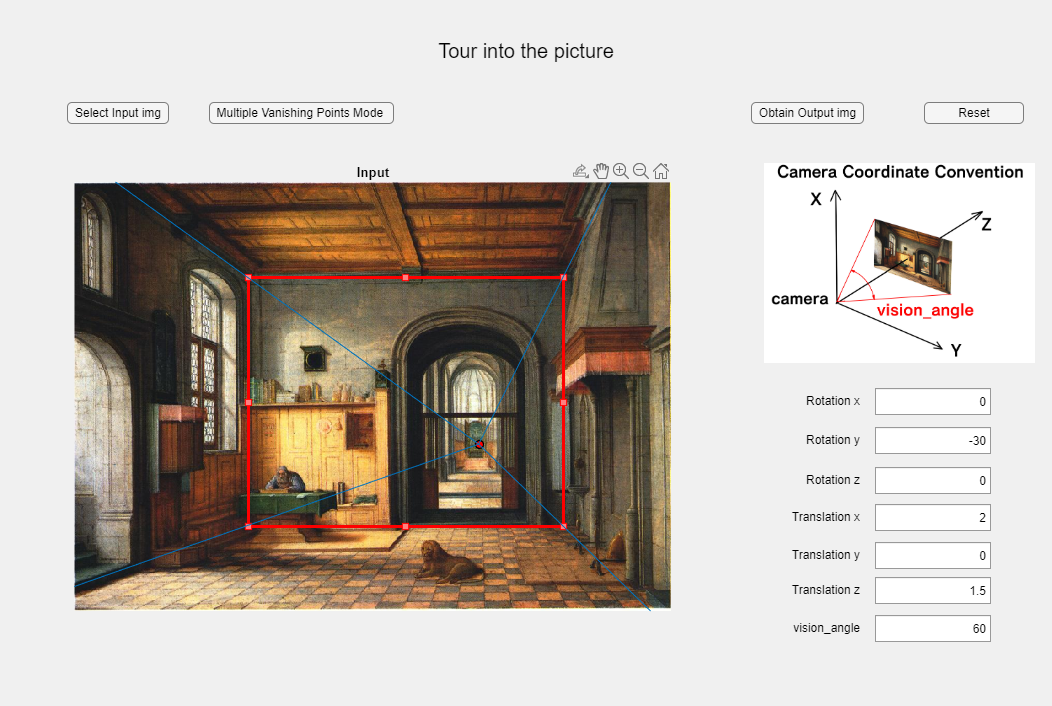 Tour into the picture
Select Input img
Multiple Vanishing Points Mode
Obtain Output img
Reset
Input
Camera Coordinate Convention
X
Z
camera
vision_angle
Y
Rotation x 0
Rotation y -30
Rotation z 0
Translation x 2
Translation y 0
Translation z 1.5
vision_angle 60